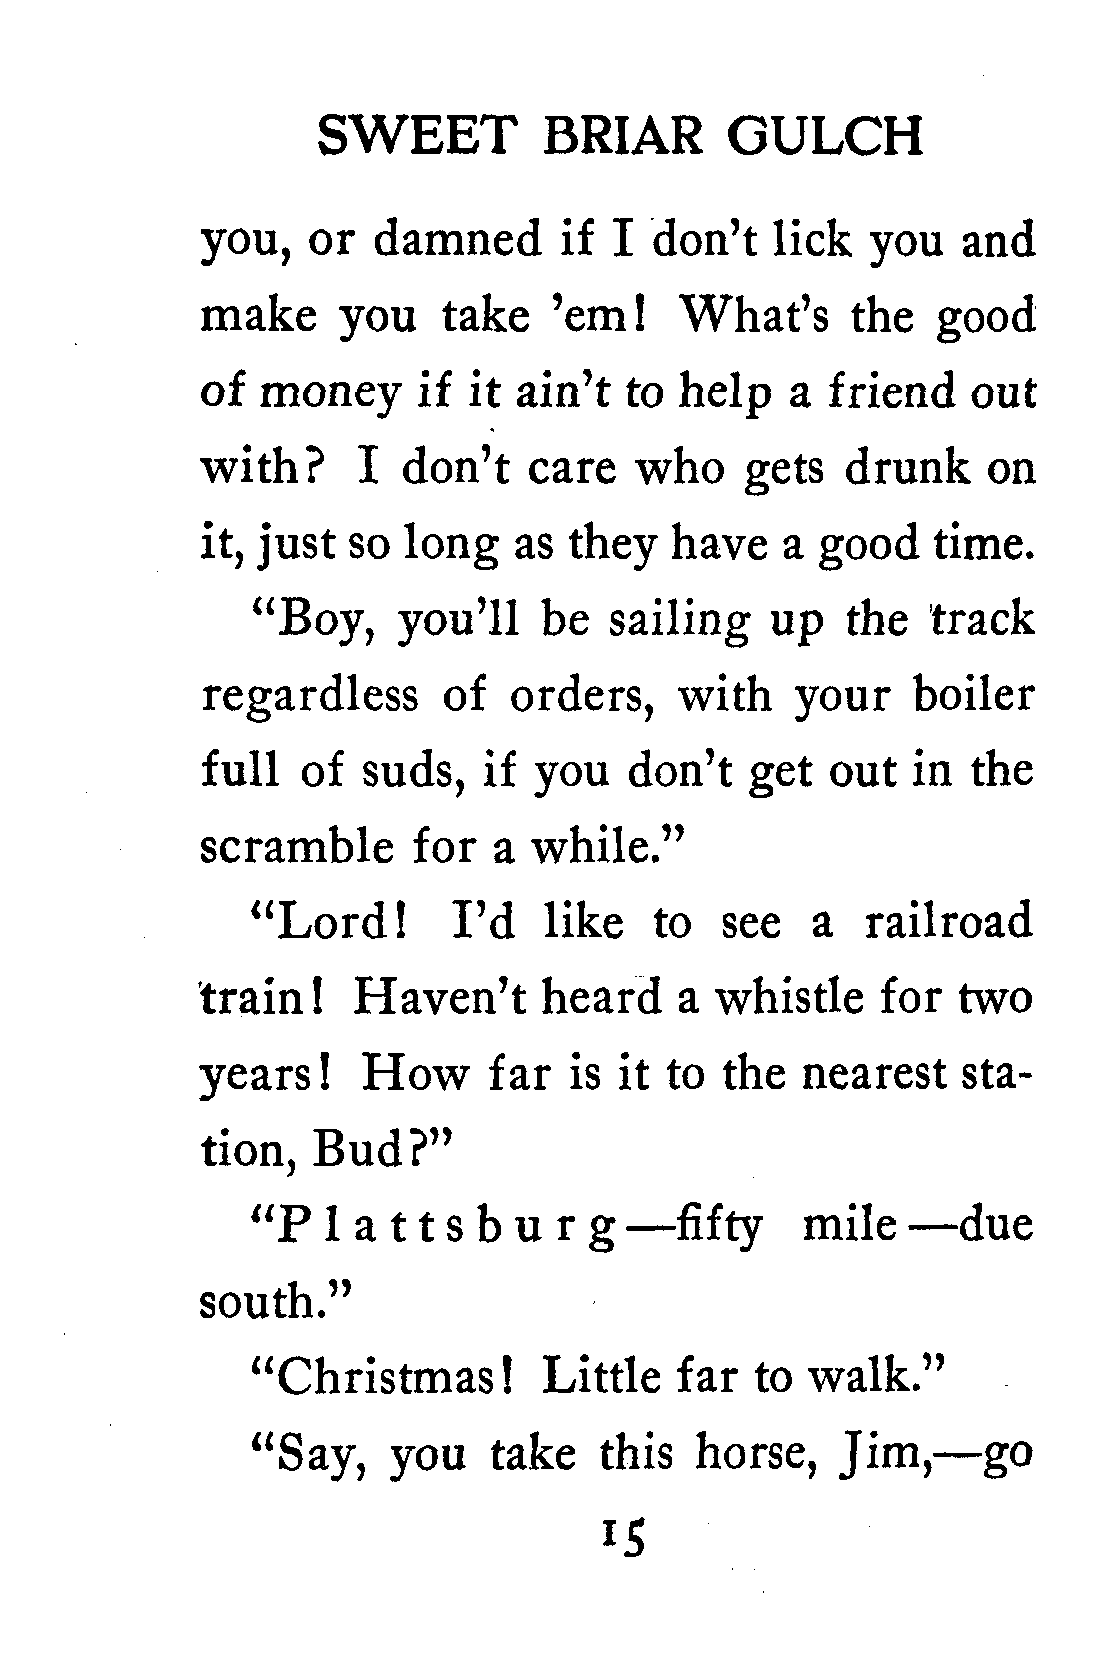 SWEET BRIAR GULCH
you, or damned if I don’t lick you and
make you take ’em! What’s the good
of money if it ain’t to help a friend out
with? I don’t care who gets drunk on
it, just so long as they have a good time.
“Boy, you’ll be sailing up the track
regardless of orders, with your boiler
full of suds, if you don’t get out in the
scramble for a while.”
“Lord! I’d like to see a railroad
train! Haven’t heard a whistle for two
years! How far is it to the nearest sta-
tion, Bud?”
“Plattsburg—fifty mile—due
south.”
“Christmas! Little far to walk.”
“Say, you take this horse, Jim,—go
15